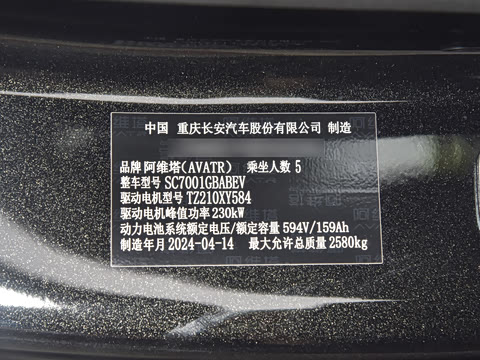 中国 重庆长安汽车股份有限公司 制造
品牌 阿维塔(AVATR) 乘坐人数 5
整车型号 SC7001GBABEV
驱动电机型号 TZ210XY584
驱动电机峰值功率 230kW
动力电池系统额定电压/额定容量 594V/159Ah
制造年月 2024-04-14 最大允许总质量 2580kg